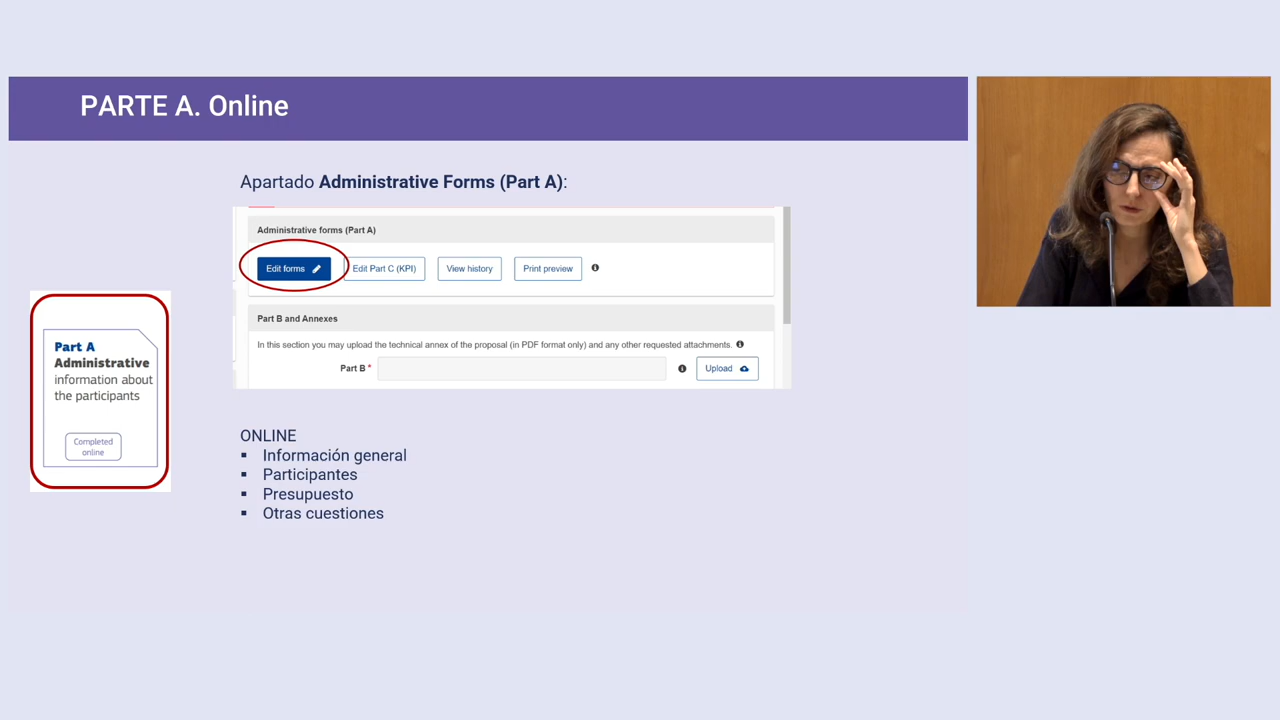 PARTE A. Online
Apartado Administrative Forms (Part A):
Administrative forms (Part A)
Edit forms
Edit Part C (KPI)
View history
Print preview
Part B and Annexes
In this section you may upload the technical annex of the proposal (in PDF format only) and any other requested attachments.
Part B *
Upload
Part A
Administrative
information about
the participants
Completed
online
ONLINE
▪ Información general
▪ Participantes
▪ Presupuesto
▪ Otras cuestiones